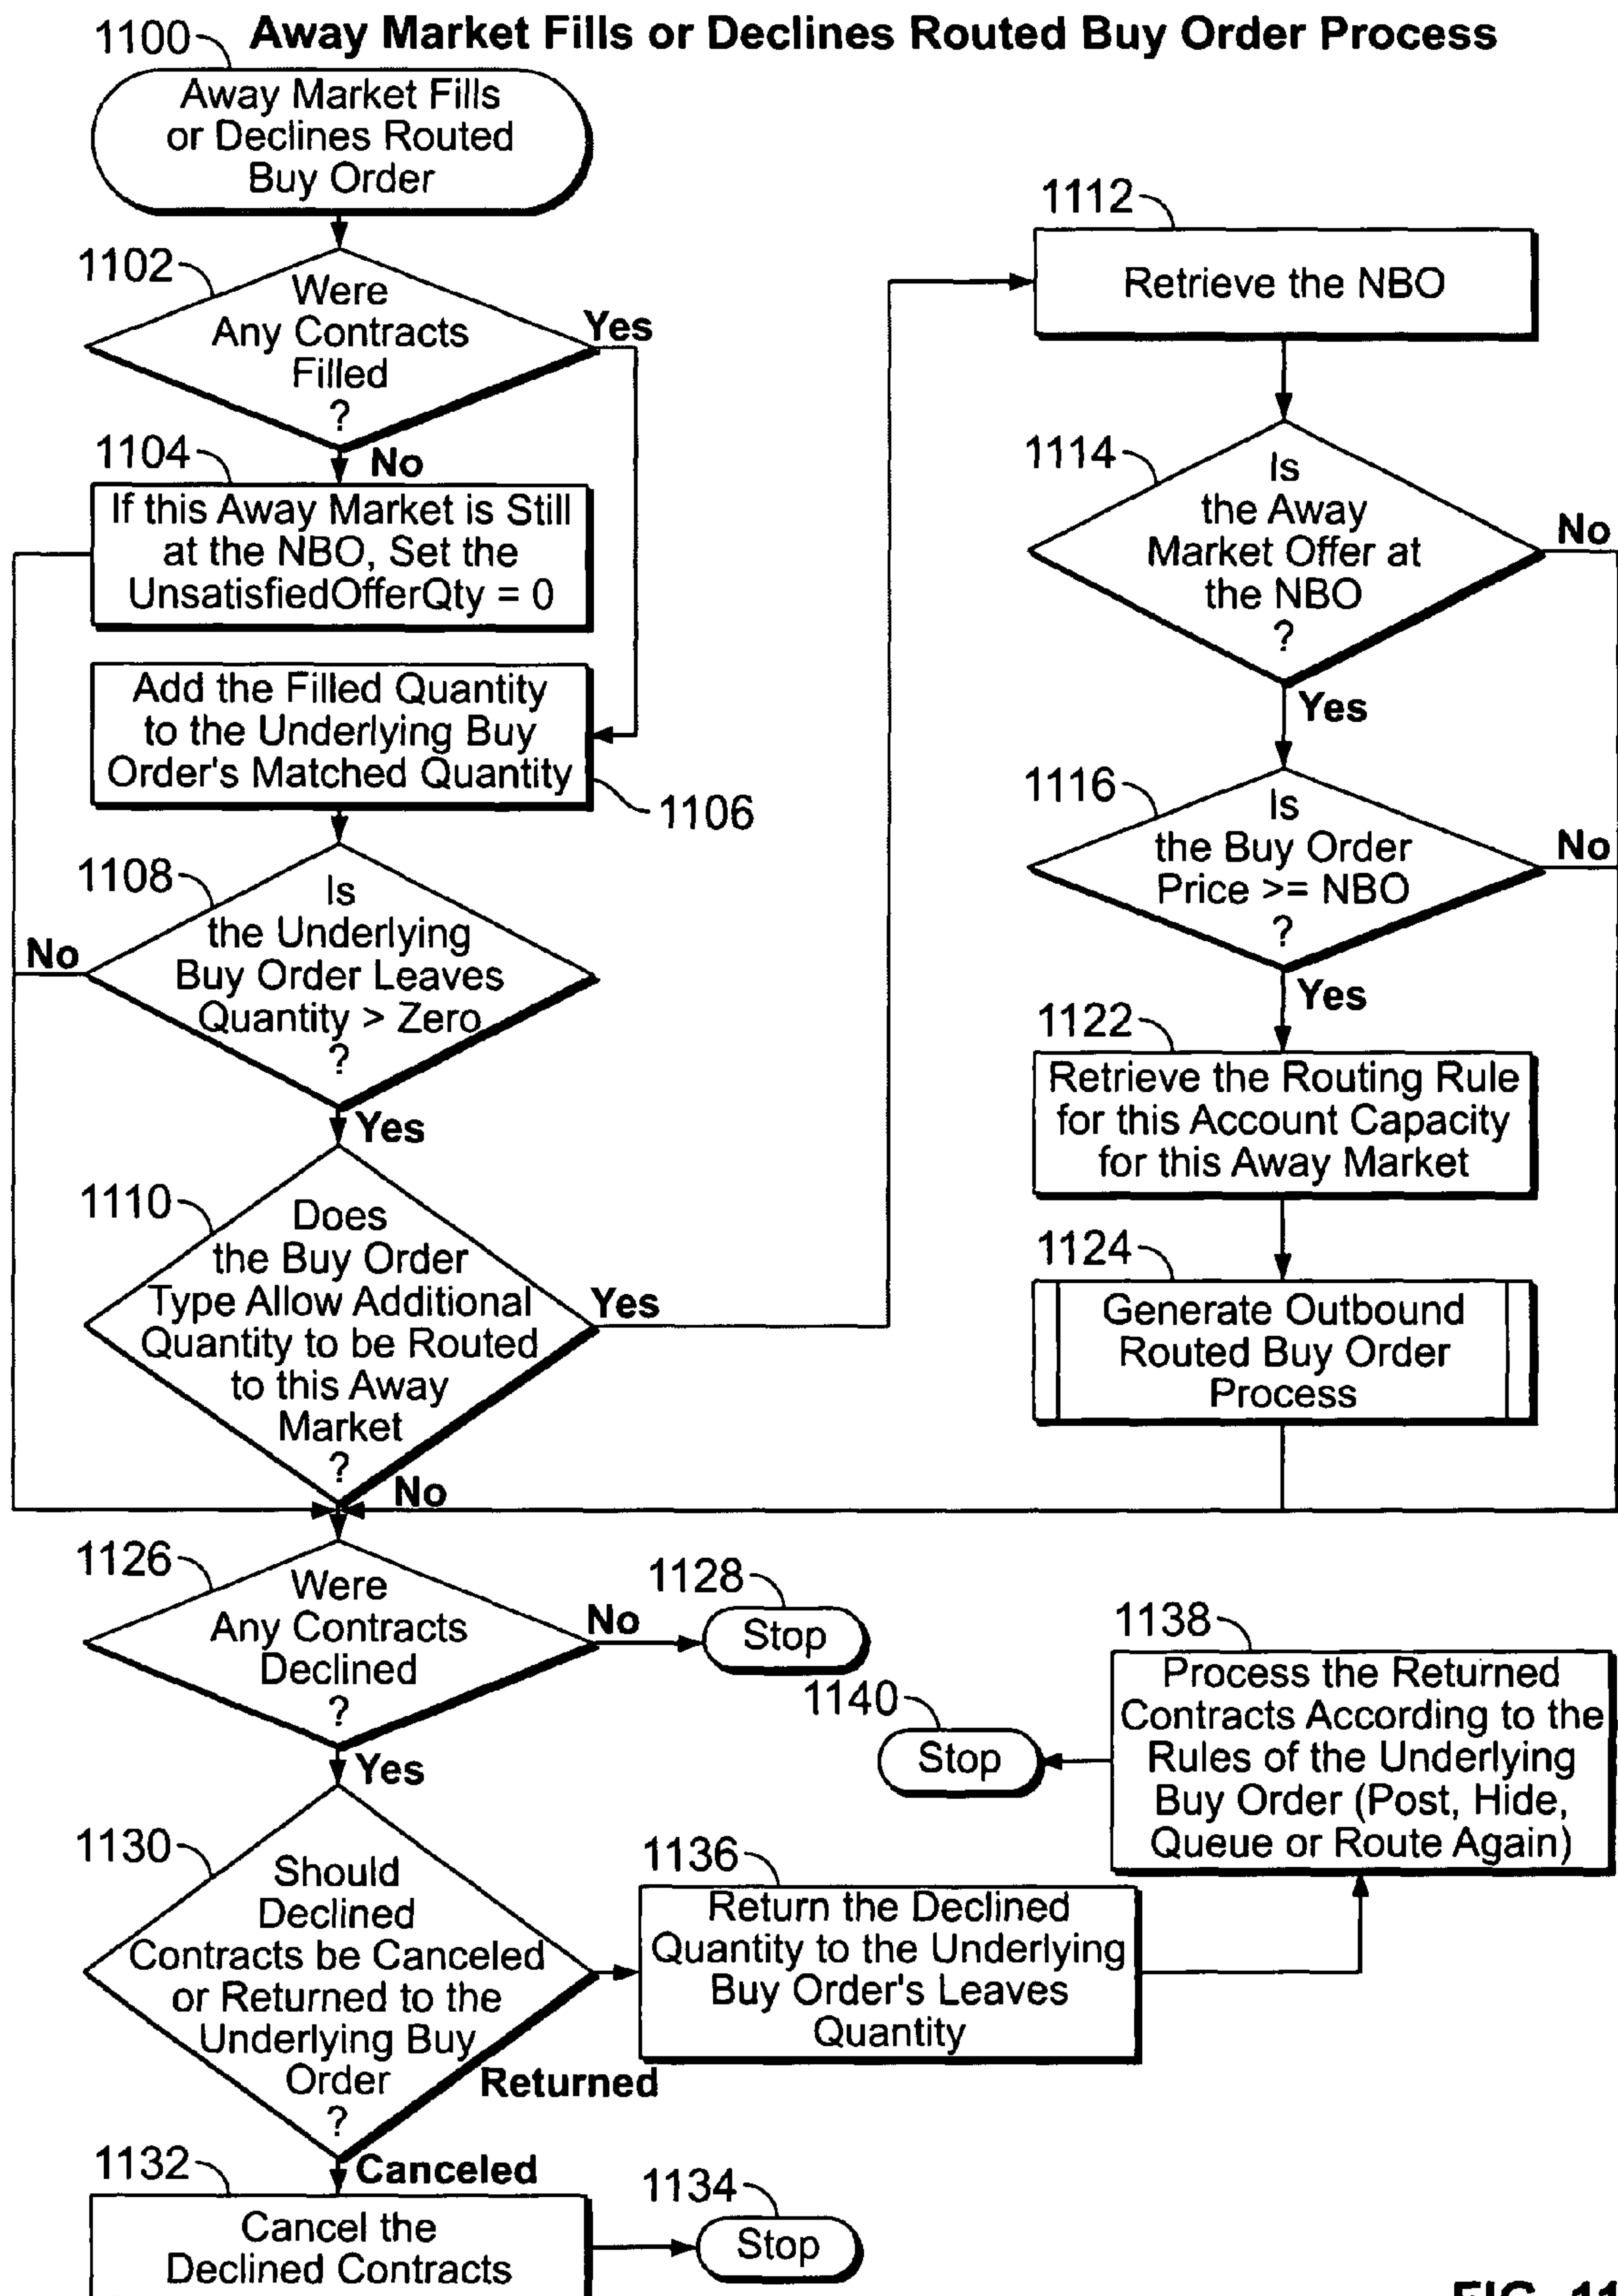 Away Market Fills or Declines Routed Buy Order Process
1100
Away Market Fills
or Declines Routed
Buy Order
1102
Were
Any Contracts
Filled
?
Yes
No
1104
If this Away Market is Still
at the NBO, Set the
UnsatisfiedOfferQty = 0
Add the Filled Quantity
to the Underlying Buy
Order's Matched Quantity
1106
1108
Is
the Underlying
Buy Order Leaves
Quantity > Zero
?
No
Yes
1110
Does
the Buy Order
Type Allow Additional
Quantity to be Routed
to this Away
Market
?
Yes
No
1112
Retrieve the NBO
1114
Is
the Away
Market Offer at
the NBO
?
No
Yes
1116
Is
the Buy Order
Price >= NBO
?
No
Yes
1122
Retrieve the Routing Rule
for this Account Capacity
for this Away Market
1124
Generate Outbound
Routed Buy Order
Process
1126
Were
Any Contracts
Declined
?
No
1128
Stop
Yes
1130
Should
Declined
Contracts be Canceled
or Returned to the
Underlying Buy
Order
?
Returned
Canceled
1136
Return the Declined
Quantity to the Underlying
Buy Order's Leaves
Quantity
1138
Process the Returned
Contracts According to the
Rules of the Underlying
Buy Order (Post, Hide,
Queue or Route Again)
1140
Stop
1132
Cancel the
Declined Contracts
1134
Stop
FIG. 11